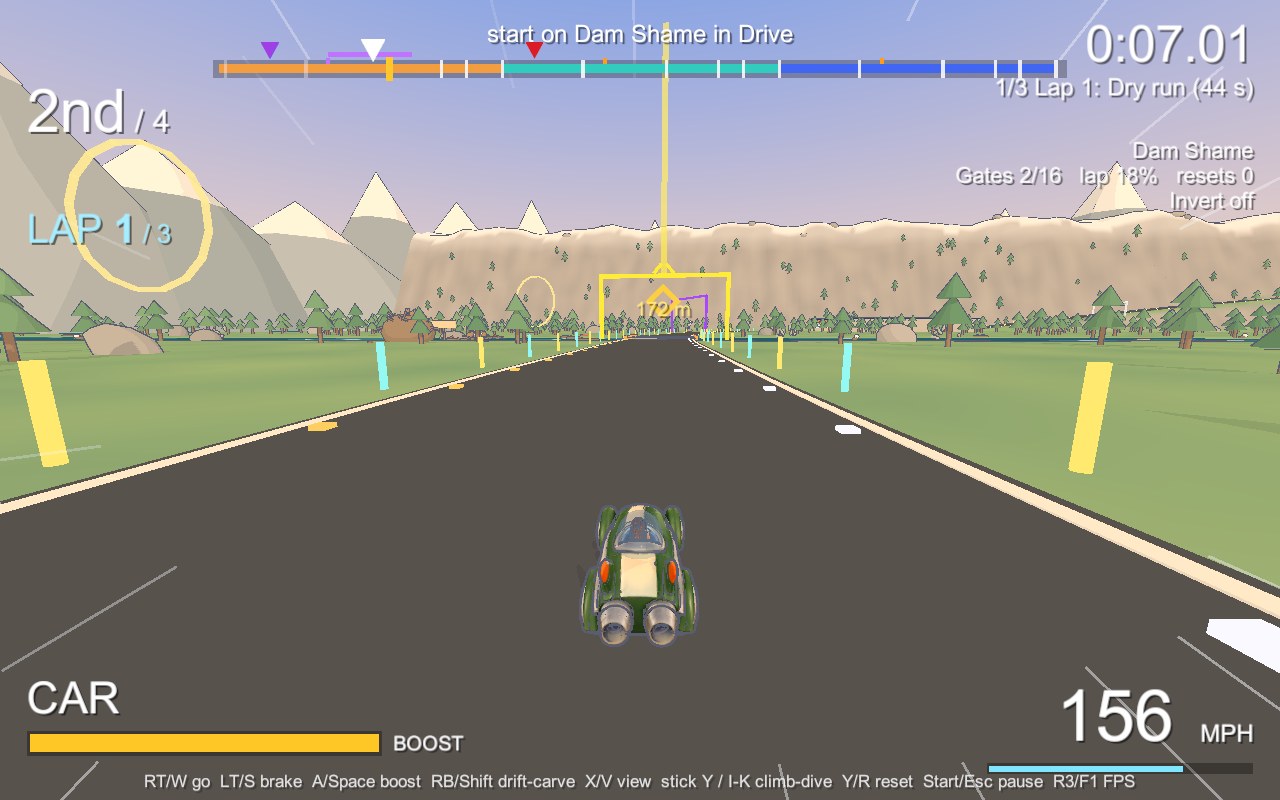 start on Dam Shame in Drive
0:07.01
1/3 Lap 1: Dry run (44 s)
2nd / 4
Dam Shame
Gates 2/16 lap 18% resets 0
Invert off
LAP 1 / 3
172 m
CAR
BOOST
156 MPH
RT/W go LT/S brake A/Space boost RB/Shift drift-carve X/V view stick Y / I-K climb-dive Y/R reset Start/Esc pause R3/F1 FPS